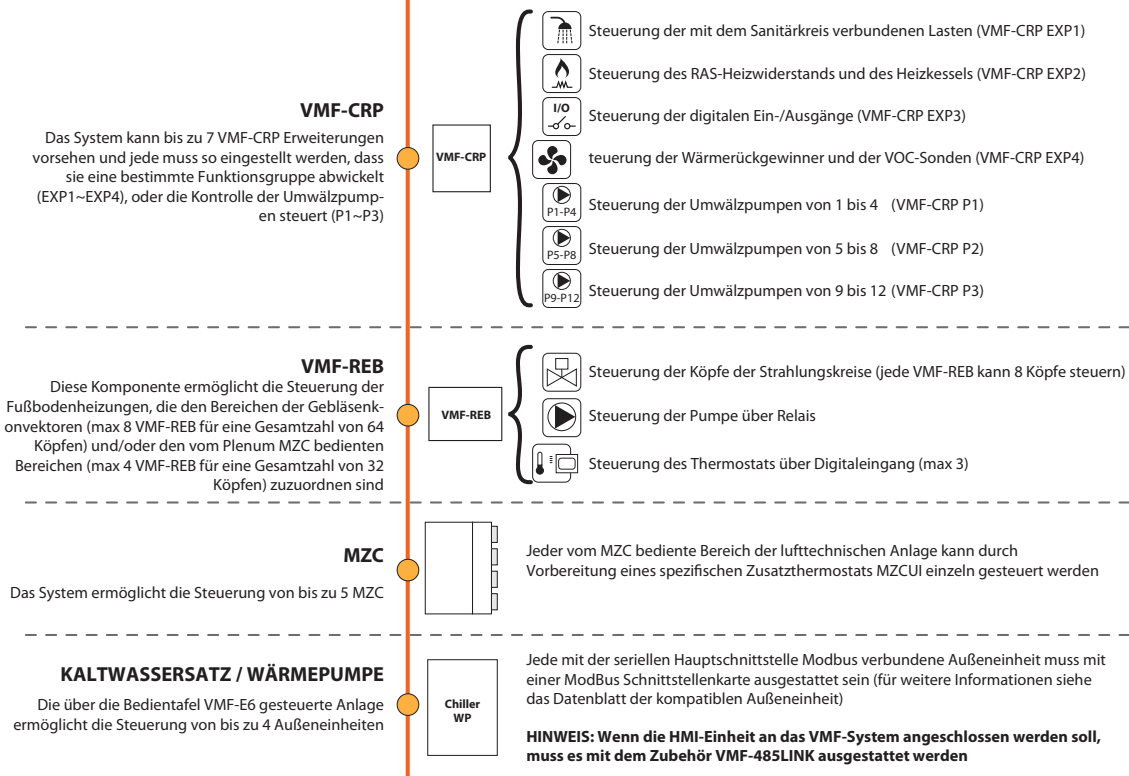 VMF-CRP
Das System kann bis zu 7 VMF-CRP Erweiterungen
vorsehen und jede muss so eingestellt werden, dass
sie eine bestimmte Funktionsgruppe abwickelt
(EXP1~EXP4), oder die Kontrolle der Umwälzpump-
en steuert (P1~P3)
VMF-CRP
Steuerung der mit dem Sanitärkreis verbundenen Lasten (VMF-CRP EXP1)
Steuerung des RAS-Heizwiderstands und des Heizkessels (VMF-CRP EXP2)
I/O
Steuerung der digitalen Ein-/Ausgänge (VMF-CRP EXP3)
teuerung der Wärmerückgewinner und der VOC-Sonden (VMF-CRP EXP4)
P1-P4
Steuerung der Umwälzpumpen von 1 bis 4 (VMF-CRP P1)
P5-P8
Steuerung der Umwälzpumpen von 5 bis 8 (VMF-CRP P2)
P9-P12
Steuerung der Umwälzpumpen von 9 bis 12 (VMF-CRP P3)
VMF-REB
Diese Komponente ermöglicht die Steuerung der
Fußbodenheizungen, die den Bereichen der Gebläsenk-
onvektoren (max 8 VMF-REB für eine Gesamtzahl von 64
Köpfen) und/oder den vom Plenum MZC bedienten
Bereichen (max 4 VMF-REB für eine Gesamtzahl von 32
Köpfen) zuzuordnen sind
VMF-REB
Steuerung der Köpfe der Strahlungskreise (jede VMF-REB kann 8 Köpfe steuern)
Steuerung der Pumpe über Relais
Steuerung des Thermostats über Digitaleingang (max 3)
MZC
Das System ermöglicht die Steuerung von bis zu 5 MZC
Jeder vom MZC bediente Bereich der lufttechnischen Anlage kann durch
Vorbereitung eines spezifischen Zusatzthermostats MZCUI einzeln gesteuert werden
KALTWASSERSATZ / WÄRMEPUMPE
Die über die Bedientafel VMF-E6 gesteuerte Anlage
ermöglicht die Steuerung von bis zu 4 Außeneinheiten
Chiller
WP
Jede mit der seriellen Hauptschnittstelle Modbus verbundene Außeneinheit muss mit
einer ModBus Schnittstellenkarte ausgestattet sein (für weitere Informationen siehe
das Datenblatt der kompatiblen Außeneinheit)
HINWEIS: Wenn die HMI-Einheit an das VMF-System angeschlossen werden soll,
muss es mit dem Zubehör VMF-485LINK ausgestattet werden